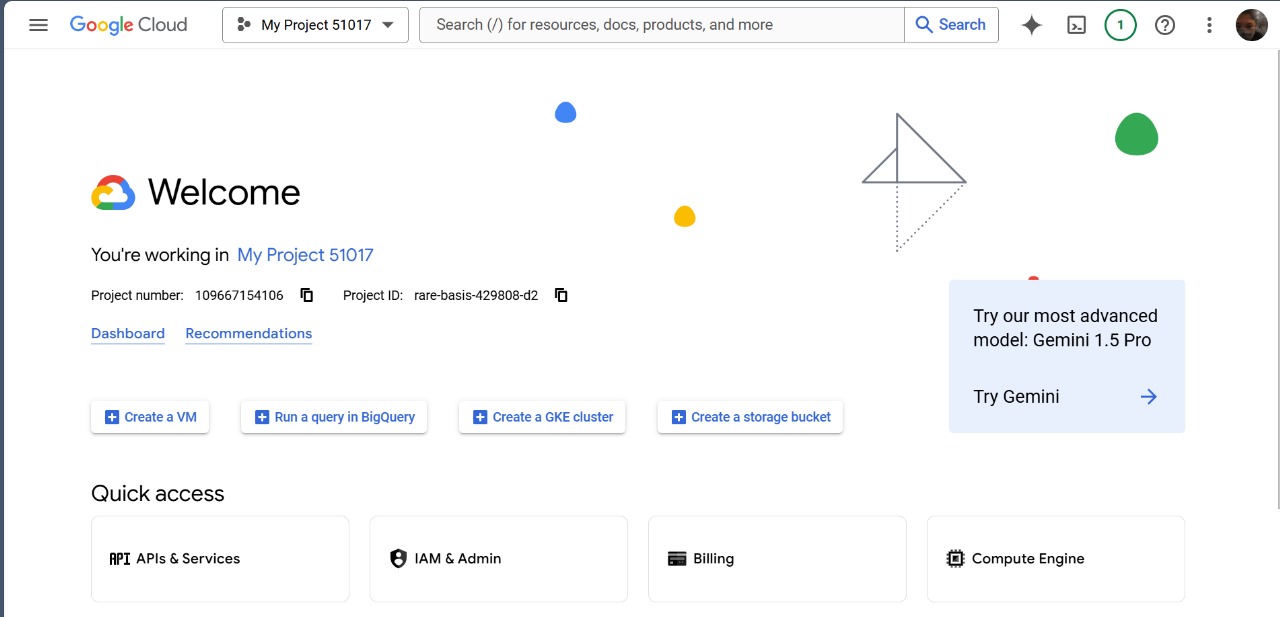 Google Cloud My Project 51017 Search (/) for resources, docs, products, and more Search 1
Welcome
You're working in My Project 51017
Project number: 109667154106 Project ID: rare-basis-429808-d2
Dashboard Recommendations
Try our most advanced
model: Gemini 1.5 Pro
Try Gemini
Create a VM Run a query in BigQuery Create a GKE cluster Create a storage bucket
Quick access
API APIs & Services IAM & Admin Billing Compute Engine